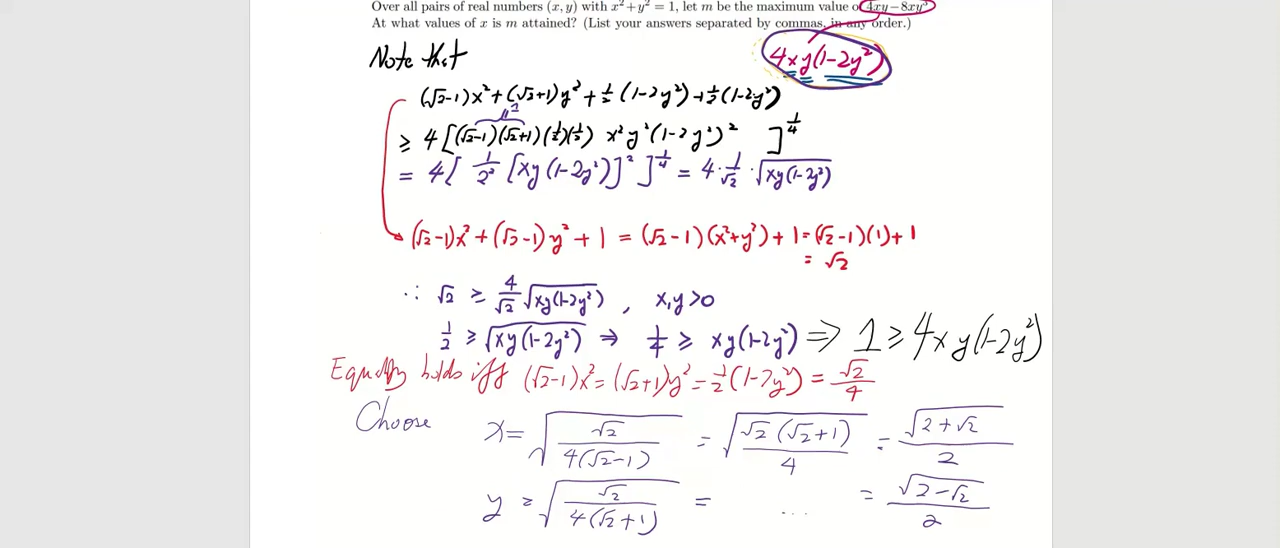 Over all pairs of real numbers (x, y) with x² + y² = 1, let m be the maximum value o 4xy − 8xy³
At what values of x is m attained? (List your answers separated by commas, in any order.)
4xy(1-2y²)
Note that
(√2-1)x² + (√2+1)y² + ½(1-2y²) + ½(1-2y²)
≥ 4[(√2-1)(√2+1)(½)(½) x²y²(1-2y²)² ]^¼
= 4[ 1/2² [xy(1-2y²)]² ]^¼ = 4·1/√2·√(xy(1-2y²))
(√2-1)x² + (√2-1)y² + 1 = (√2-1)(x²+y²) + 1 = (√2-1)(1) + 1
= √2
∴ √2 ≥ 4/√2 √(xy(1-2y²)) , x,y>0
½ ≥ √(xy(1-2y²)) ⇒ ¼ ≥ xy(1-2y²) ⇒ 1 ≥ 4xy(1-2y²)
Equality holds iff (√2-1)x² = (√2+1)y² = ½(1-2y²) = √2/4
Choose x = √(√2/(4(√2-1))) = √(√2(√2+1)/4) = √(2+√2)/2
y = √(√2/(4(√2+1))) = ... = √(2-√2)/2